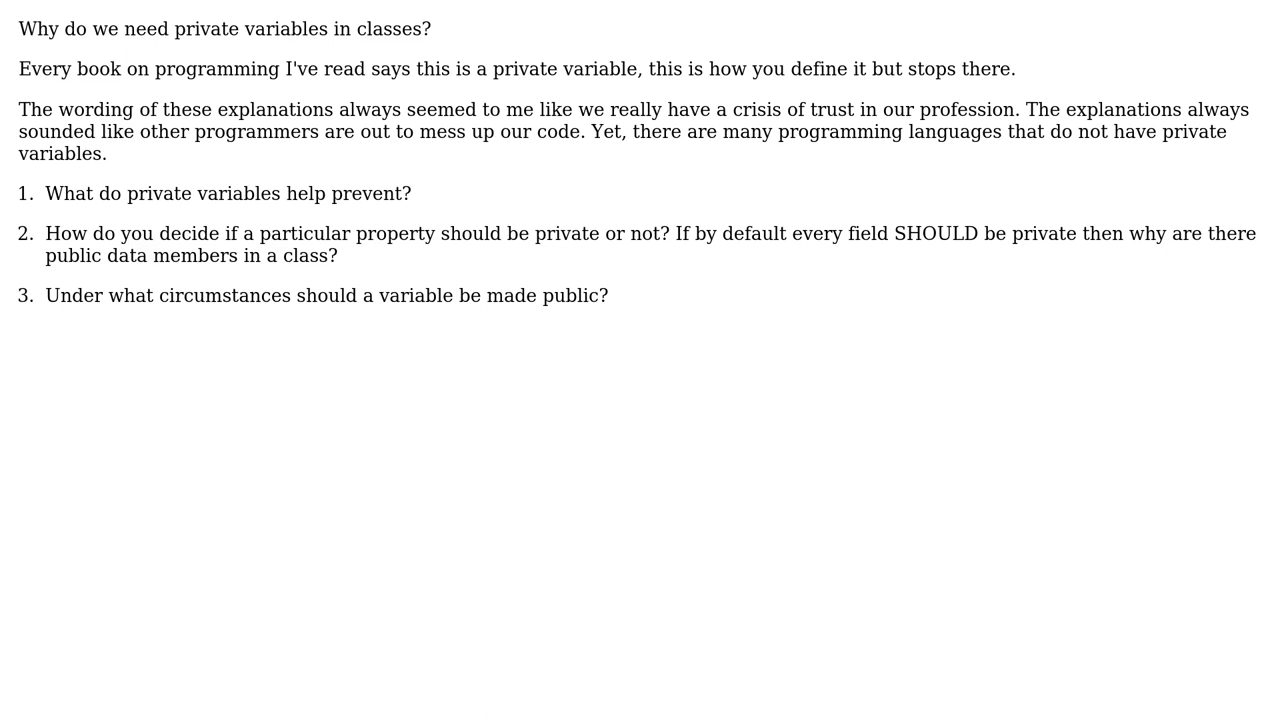 Why do we need private variables in classes?
Every book on programming I've read says this is a private variable, this is how you define it but stops there.
The wording of these explanations always seemed to me like we really have a crisis of trust in our profession. The explanations always
sounded like other programmers are out to mess up our code. Yet, there are many programming languages that do not have private
variables.
1. What do private variables help prevent?
2. How do you decide if a particular property should be private or not? If by default every field SHOULD be private then why are there
public data members in a class?
3. Under what circumstances should a variable be made public?